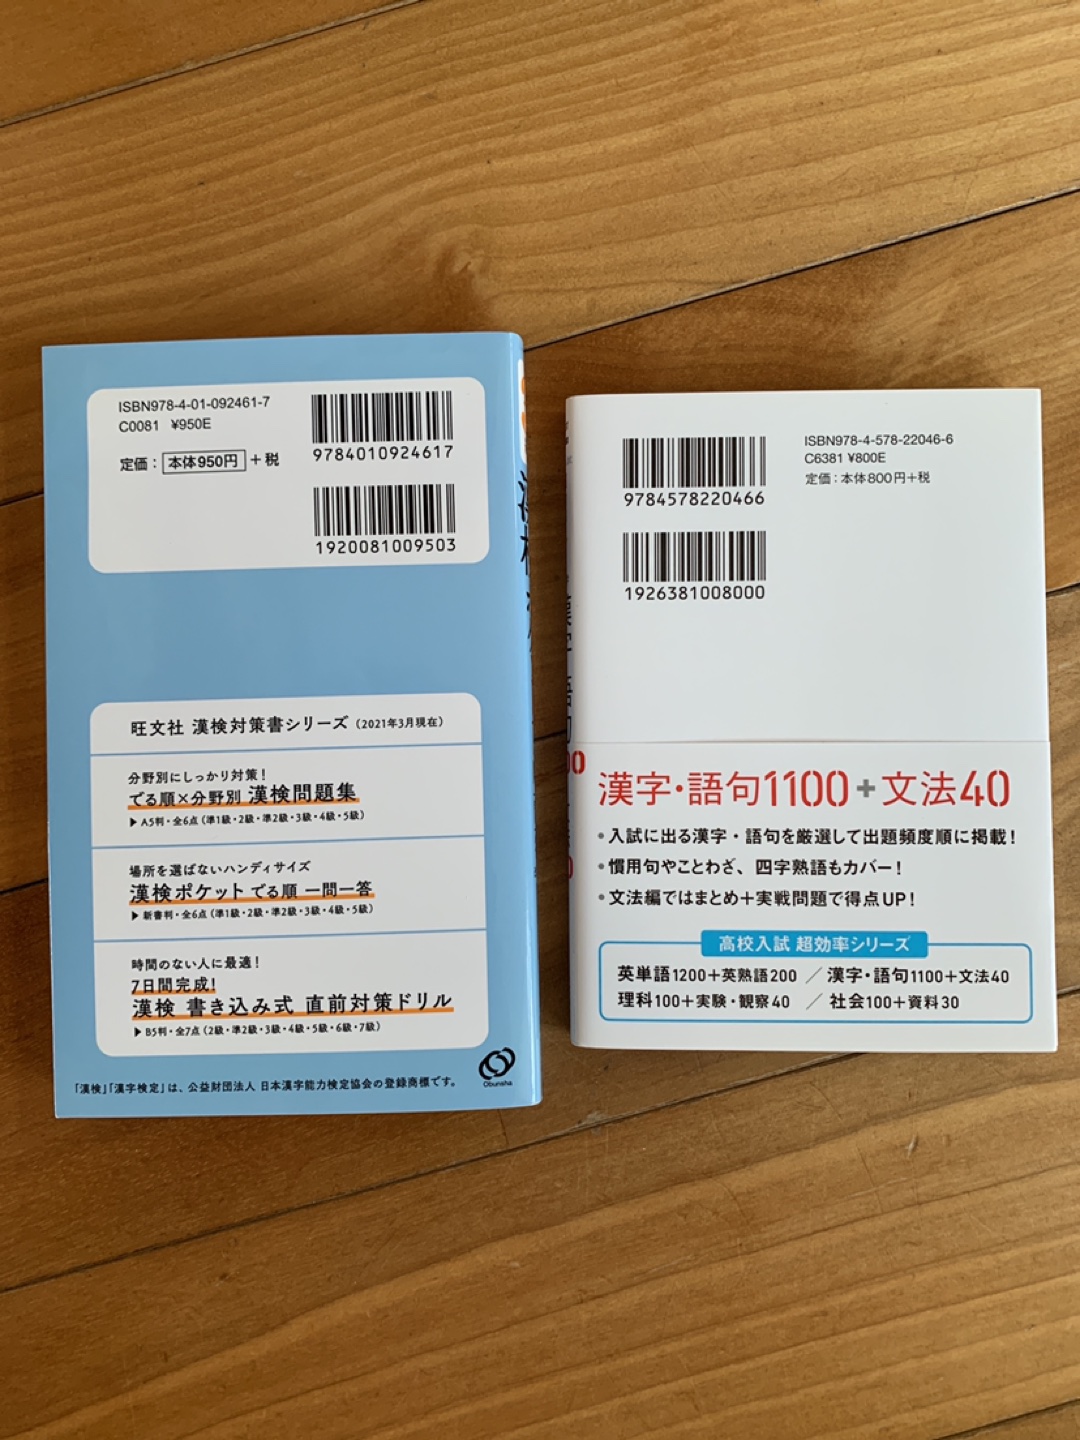 ISBN978-4-01-092461-7
C0081 ¥950E
定価：本体950円＋税
9784010924617
1920081009503
旺文社 漢検対策書シリーズ（2021年3月現在）
分野別にしっかり対策！
でる順×分野別 漢検問題集
▶A5判・全6点（準1級・2級・準2級・3級・4級・5級）
場所を選ばないハンディサイズ
漢検ポケット でる順 一問一答
▶新書判・全6点（準1級・2級・準2級・3級・4級・5級）
時間のない人に最適！
7日間完成！
漢検 書き込み式 直前対策ドリル
▶B5判・全7点（2級・準2級・3級・4級・5級・6級・7級）
「漢検」「漢字検定」は、公益財団法人 日本漢字能力検定協会の登録商標です。
Obunsha
9784578220466
1926381008000
ISBN978-4-578-22046-6
C6381 ¥800E
定価：本体800円＋税
漢字・語句1100＋文法40
・入試に出る漢字・語句を厳選して出題頻度順に掲載！
・慣用句やことわざ、四字熟語もカバー！
・文法編ではまとめ＋実戦問題で得点UP！
高校入試 超効率シリーズ
英単語1200＋英熟語200 ／ 漢字・語句1100＋文法40
理科100＋実験・観察40 ／ 社会100＋資料30